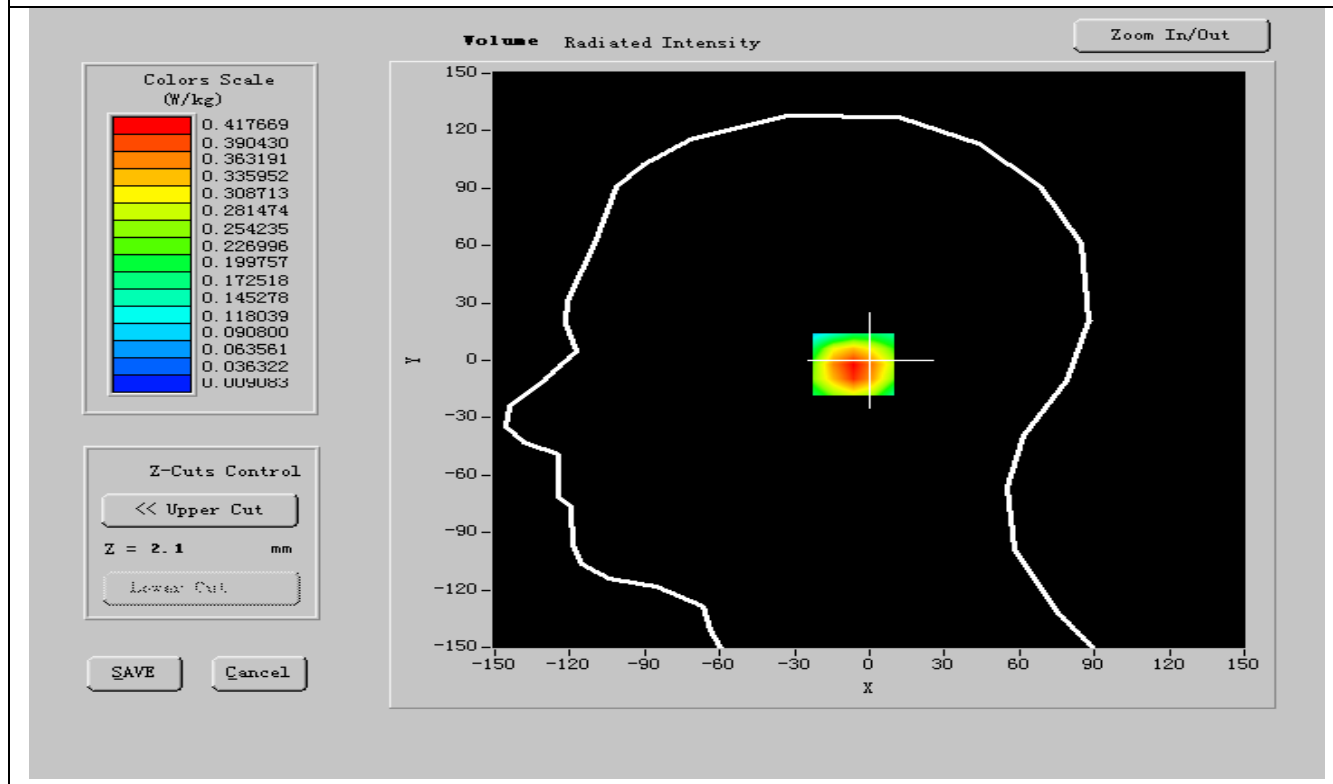 Volume Radiated Intensity
Zoom In/Out
Colors Scale
(W/kg)
0.417669
0.390430
0.363191
0.335952
0.308713
0.281474
0.254235
0.226996
0.199757
0.172518
0.145278
0.118039
0.090800
0.063561
0.036322
0.009083
Z-Cuts Control
<< Upper Cut
Z = 2.1 mm
Lower Cut
SAVE
Cancel
150
120
90
60
30
0
-30
-60
-90
-120
-150
Y
-150 -120 -90 -60 -30 0 30 60 90 120 150
X